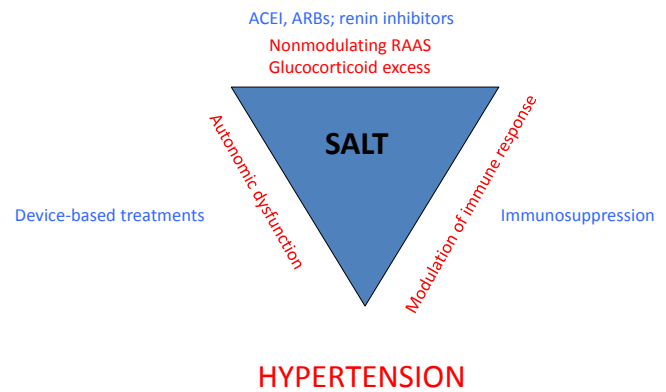 ACEI, ARBs; renin inhibitors
Nonmodulating RAAS
Glucocorticoid excess
SALT
Autonomic dysfunction
Modulation of immune response
Device-based treatments
Immunosuppression
HYPERTENSION